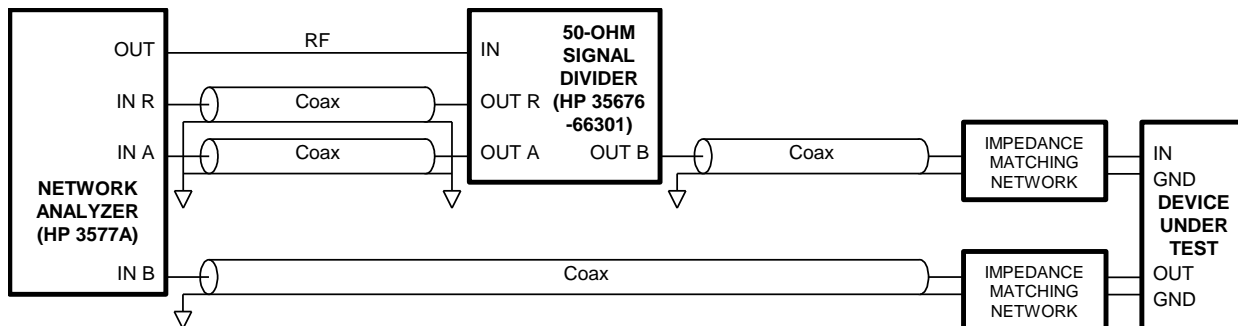 OUT
RF
IN
50-OHM
SIGNAL
DIVIDER
(HP 35676
-66301)
IN R
Coax
OUT R
IN A
Coax
OUT A
OUT B
Coax
IMPEDANCE
MATCHING
NETWORK
IN
GND
NETWORK
ANALYZER
(HP 3577A)
DEVICE
UNDER
TEST
IN B
Coax
IMPEDANCE
MATCHING
NETWORK
OUT
GND